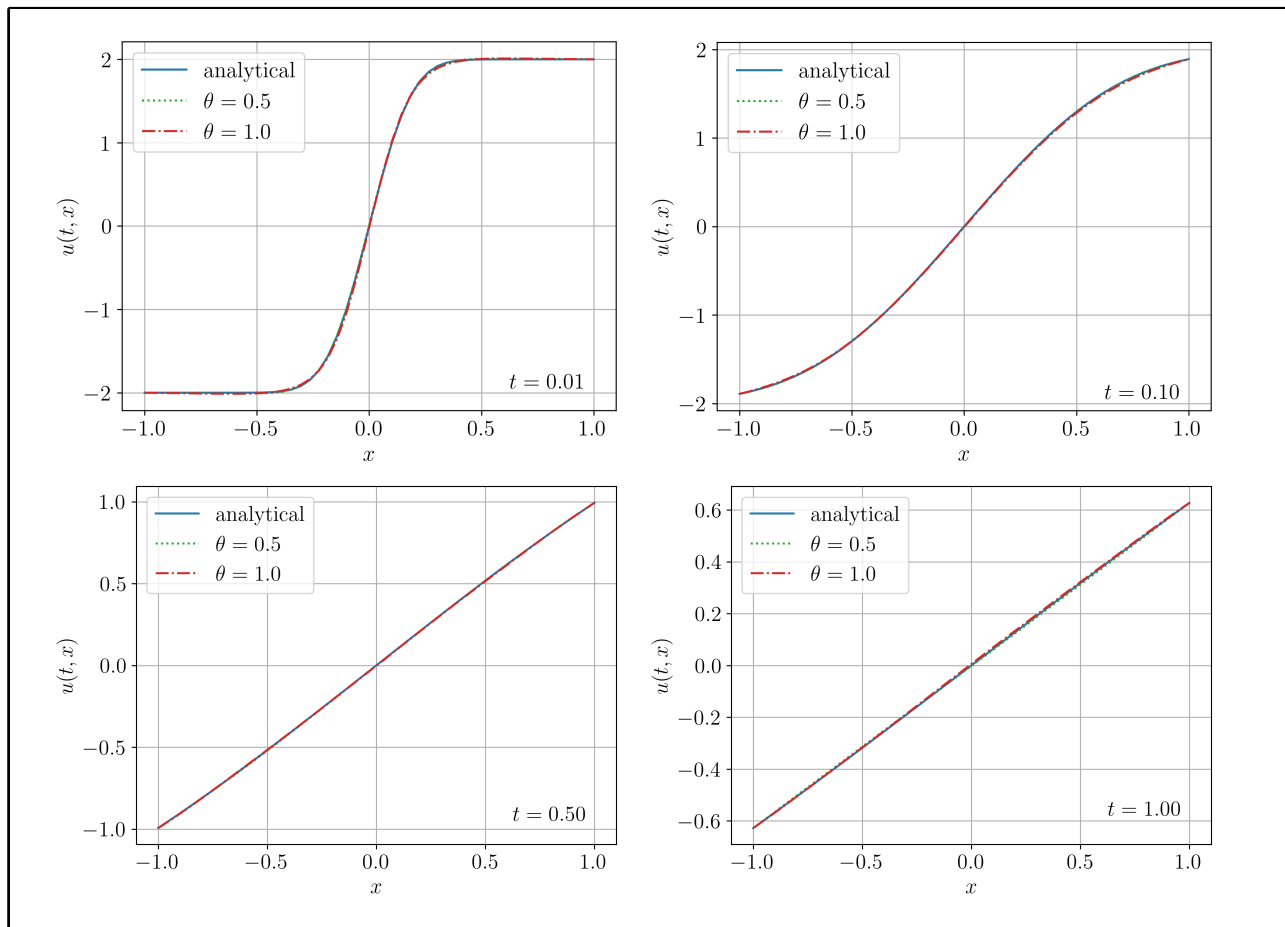 analytical
θ = 0.5
θ = 1.0
2
1
0
−1
−2
u(t, x)
t = 0.01
−1.0 −0.5 0.0 0.5 1.0
x
analytical
θ = 0.5
θ = 1.0
2
1
0
−1
−2
u(t, x)
t = 0.10
−1.0 −0.5 0.0 0.5 1.0
x
analytical
θ = 0.5
θ = 1.0
1.0
0.5
0.0
−0.5
−1.0
u(t, x)
t = 0.50
−1.0 −0.5 0.0 0.5 1.0
x
analytical
θ = 0.5
θ = 1.0
0.6
0.4
0.2
0.0
−0.2
−0.4
−0.6
u(t, x)
t = 1.00
−1.0 −0.5 0.0 0.5 1.0
x